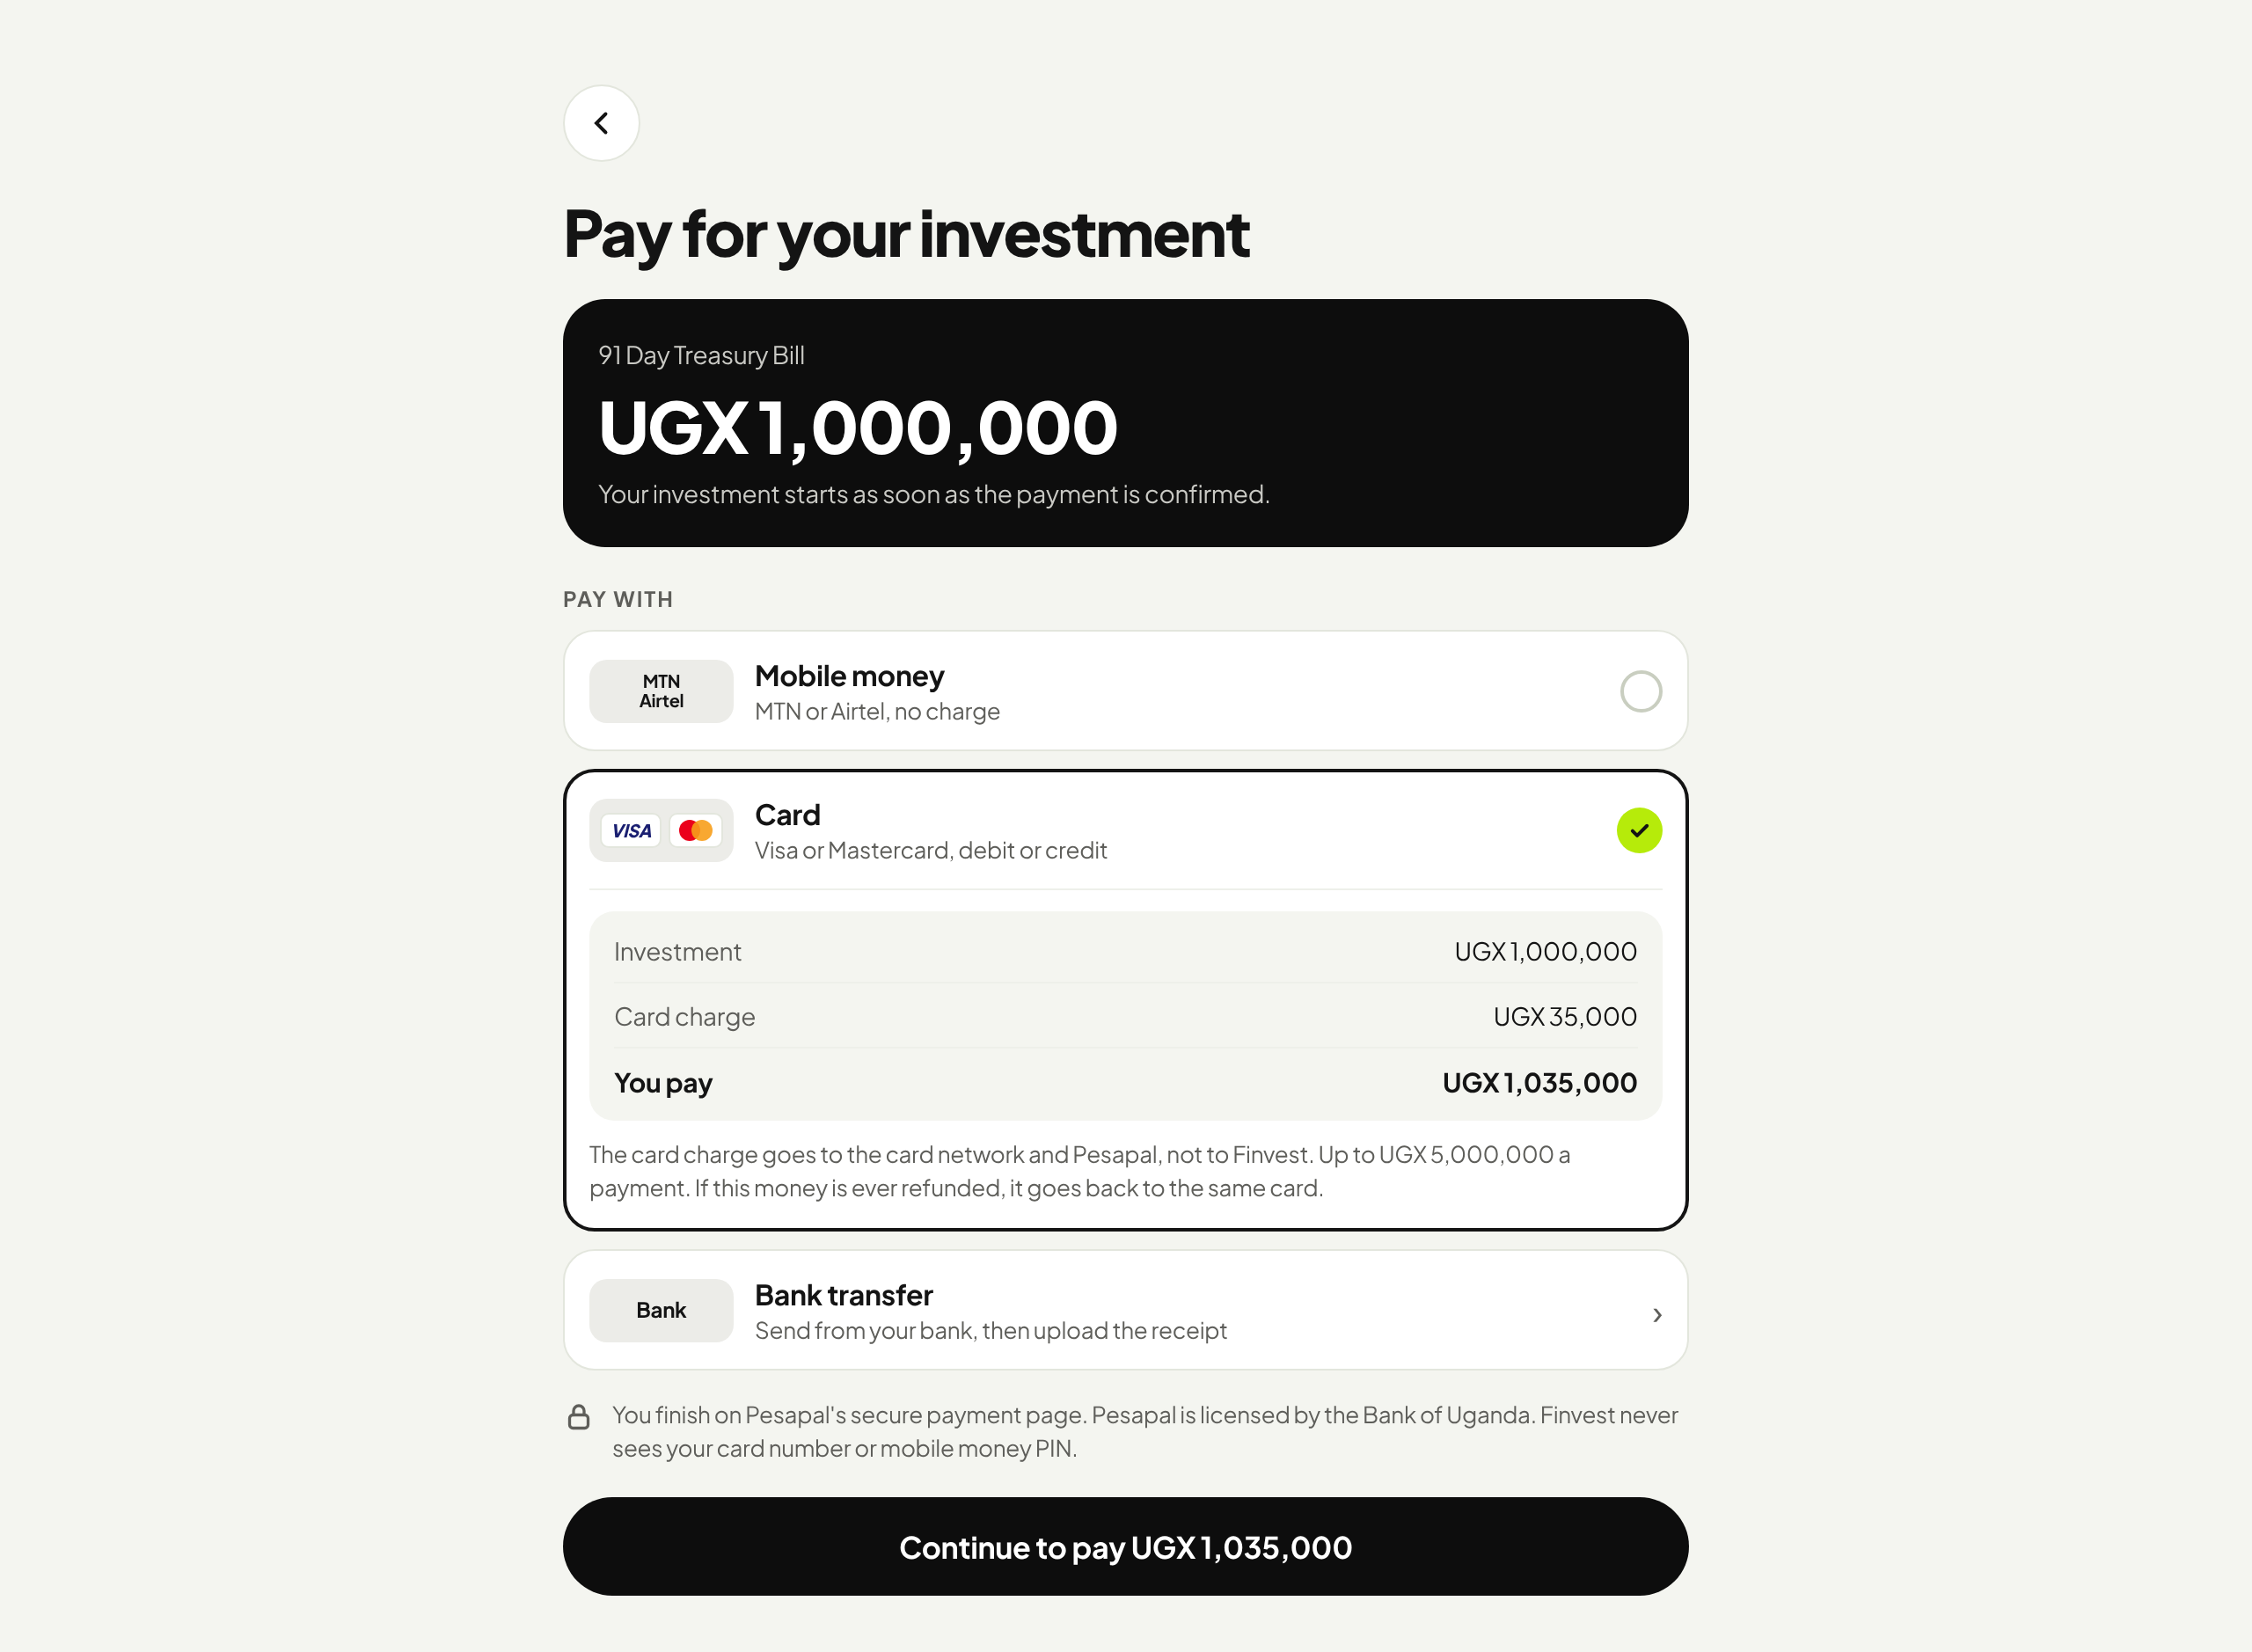 Pay for your investment
91 Day Treasury Bill
UGX 1,000,000
Your investment starts as soon as the payment is confirmed.
PAY WITH
MTN
Airtel
Mobile money
MTN or Airtel, no charge
VISA
Card
Visa or Mastercard, debit or credit
Investment UGX 1,000,000
Card charge UGX 35,000
You pay UGX 1,035,000
The card charge goes to the card network and Pesapal, not to Finvest. Up to UGX 5,000,000 a
payment. If this money is ever refunded, it goes back to the same card.
Bank
Bank transfer
Send from your bank, then upload the receipt
You finish on Pesapal's secure payment page. Pesapal is licensed by the Bank of Uganda. Finvest never
sees your card number or mobile money PIN.
Continue to pay UGX 1,035,000